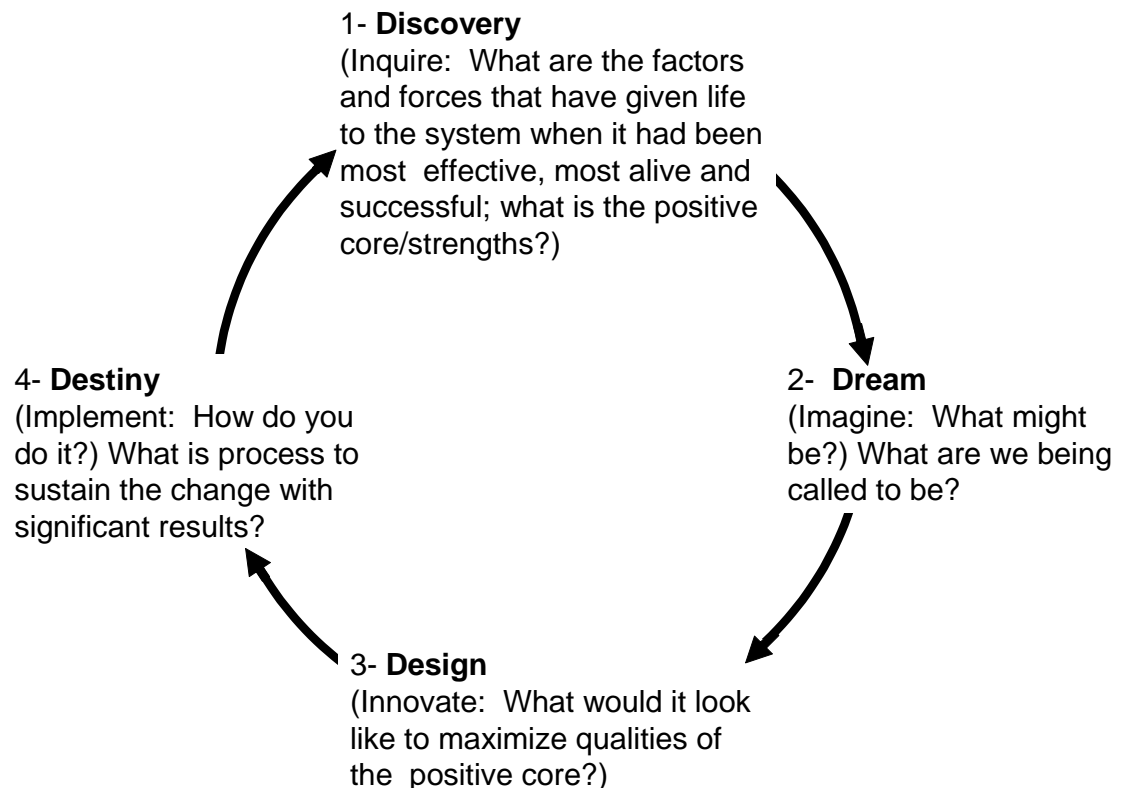 1- Discovery
(Inquire:  What are the factors
and forces that have given life
to the system when it had been
most  effective, most alive and
successful; what is the positive
core/strengths?)
2-  Dream
(Imagine:  What might
be?) What are we being
called to be?
3- Design
(Innovate:  What would it look
like to maximize qualities of
the  positive core?)
4- Destiny
(Implement:  How do you
do it?) What is process to
sustain the change with
significant results?